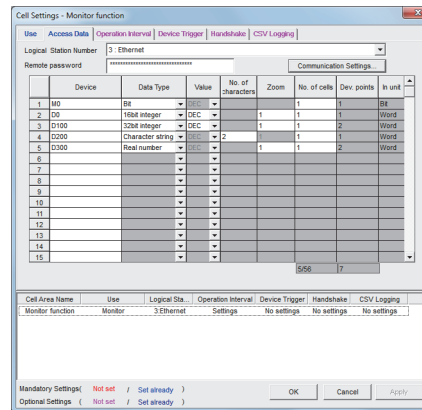 Cell Settings - Monitor function
Use Access Data Operation Interval Device Trigger Handshake CSV Logging
Logical Station Number 3 : Ethernet
Remote password ******************************** Communication Settings...
Device Data Type Value No. of characters Zoom No. of cells Dev. points In unit
1 M0 Bit DEC 1 1 Bit
2 D0 16bit integer DEC 1 1 1 Word
3 D100 32bit integer DEC 1 1 2 Word
4 D200 Character string DEC 2 1 1 Word
5 D300 Real number DEC 1 1 2 Word
6
7
8
9
10
11
12
13
14
15
5/56 7
Cell Area Name Use Logical Sta... Operation Interval Device Trigger Handshake CSV Logging
Monitor function Monitor 3:Ethernet Settings No settings No settings No settings
Mandatory Settings( Not set / Set already )
Optional Settings ( Not set / Set already )
OK Cancel Apply